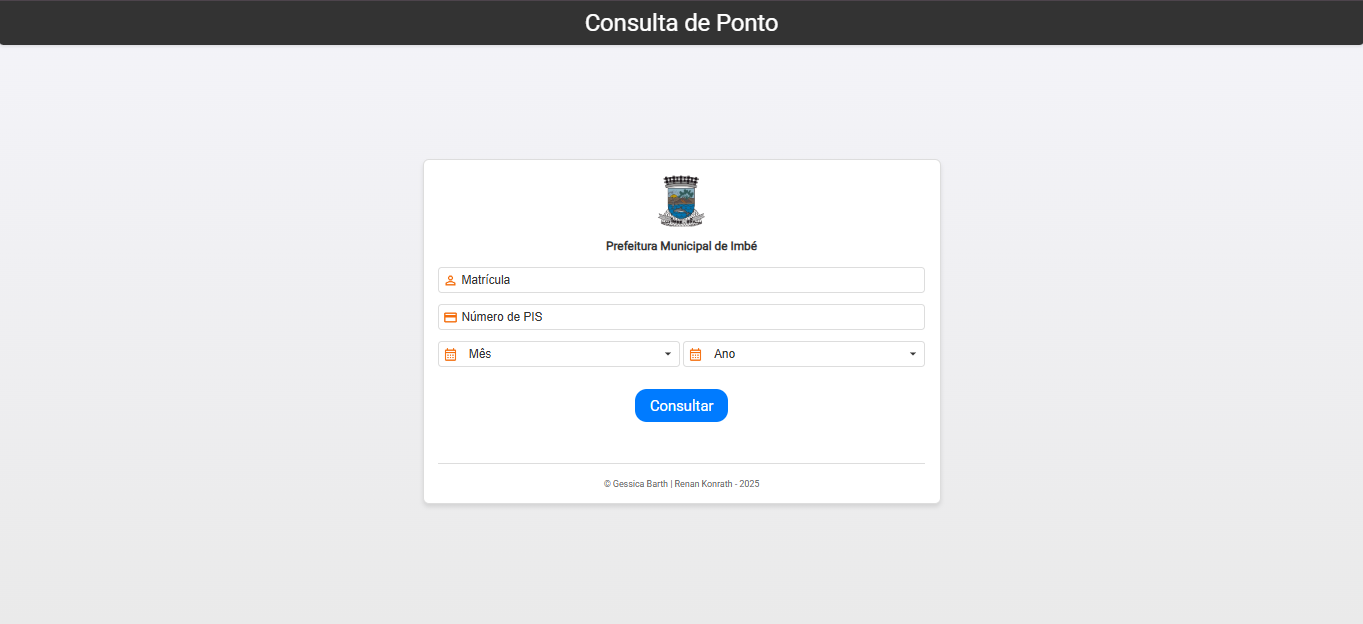 Consulta de Ponto
Prefeitura Municipal de Imbé
Matrícula
Número de PIS
Mês
Ano
Consultar
© Gessica Barth | Renan Konrath - 2025